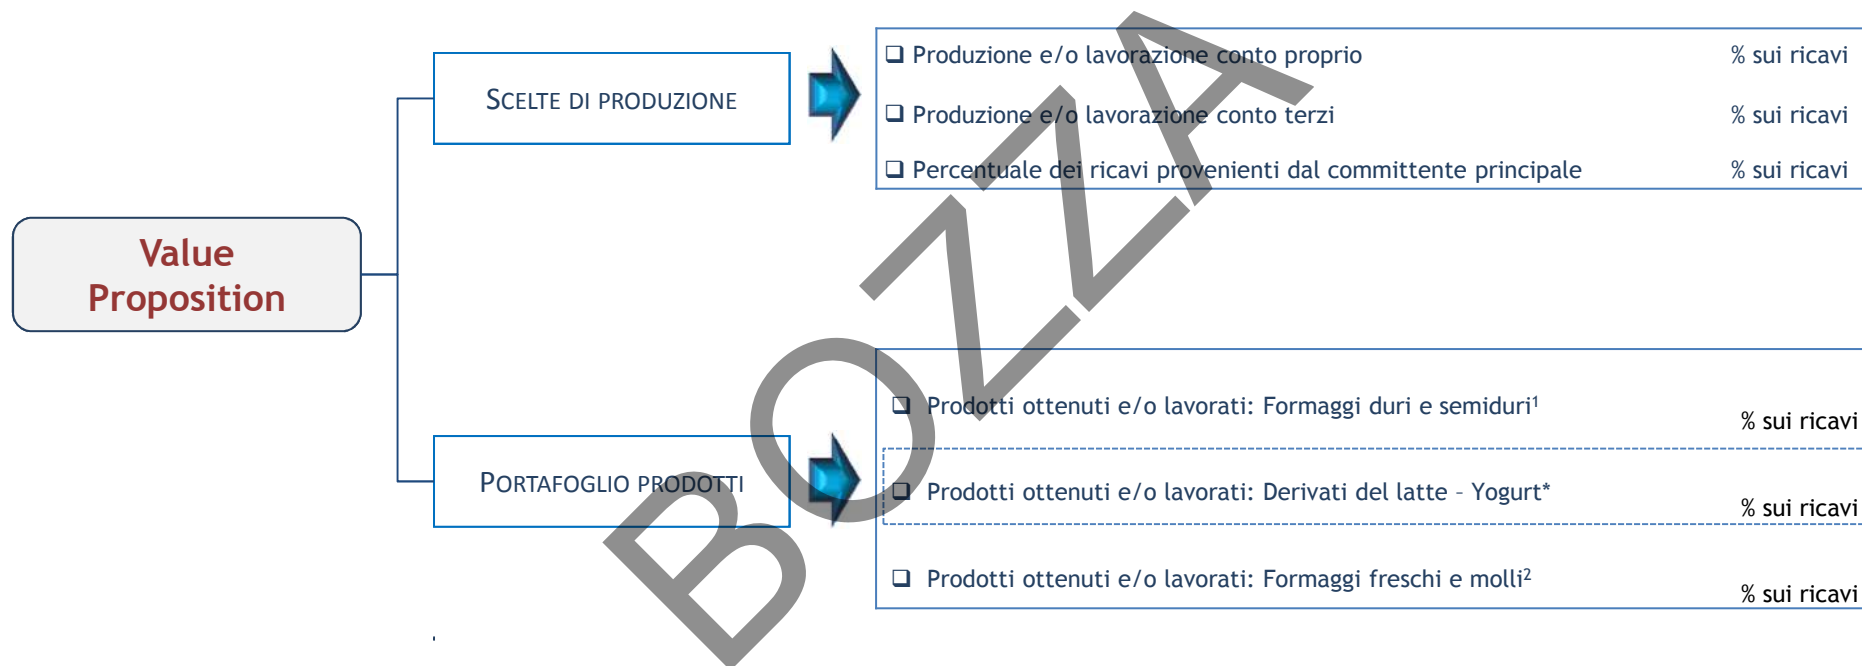 Value
Proposition
SCELTE DI PRODUZIONE
❑ Produzione e/o lavorazione conto proprio % sui ricavi
❑ Produzione e/o lavorazione conto terzi % sui ricavi
❑ Percentuale dei ricavi provenienti dal committente principale % sui ricavi
PORTAFOGLIO PRODOTTI
❑ Prodotti ottenuti e/o lavorati: Formaggi duri e semiduri¹ % sui ricavi
❑ Prodotti ottenuti e/o lavorati: Derivati del latte – Yogurt* % sui ricavi
❑ Prodotti ottenuti e/o lavorati: Formaggi freschi e molli² % sui ricavi
BOZZA